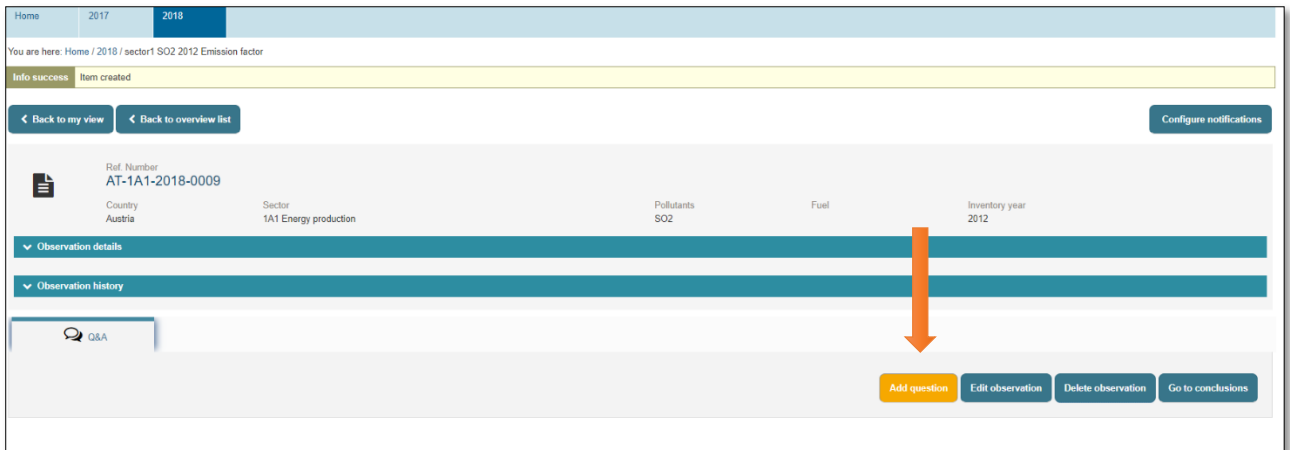 Home 2017 2018
You are here: Home / 2018 / sector1 SO2 2012 Emission factor
Info success Item created
Back to my view Back to overview list Configure notifications
Ref. Number
AT-1A1-2018-0009
Country Sector Pollutants Fuel Inventory year
Austria 1A1 Energy production SO2 2012
Observation details
Observation history
Q&A
Add question Edit observation Delete observation Go to conclusions